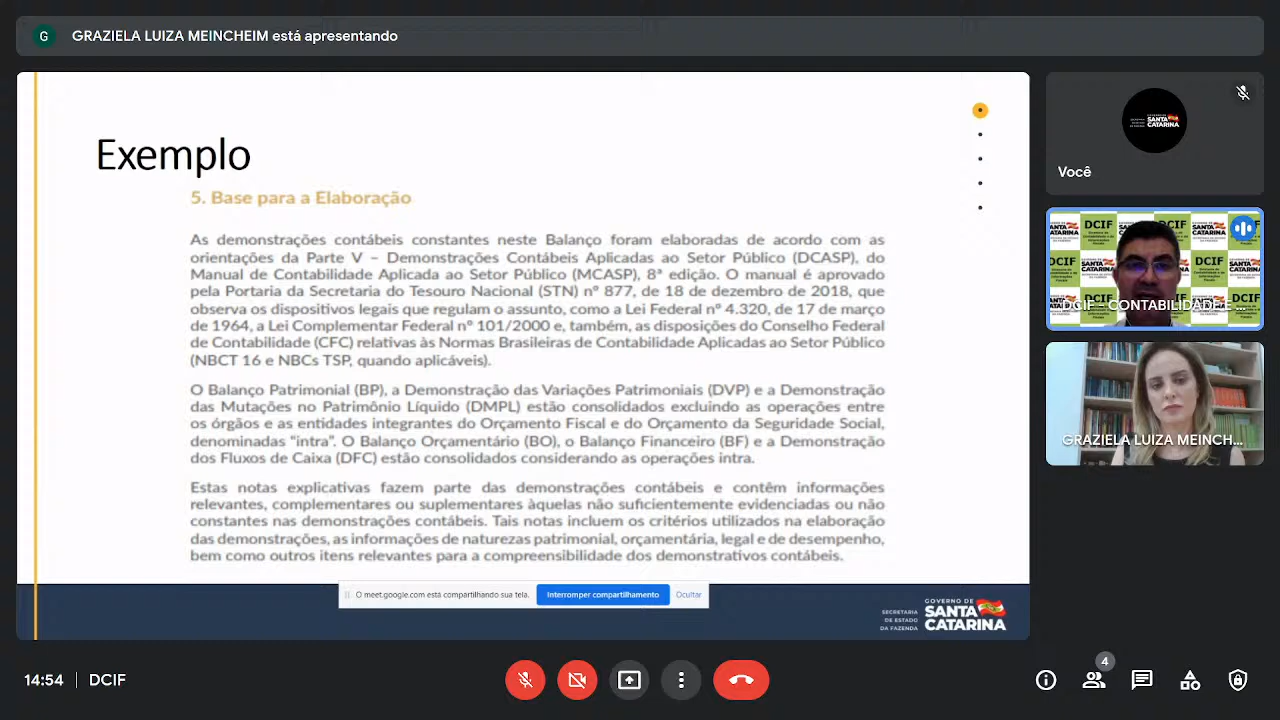 G GRAZIELA LUIZA MEINCHEIM está apresentando
Exemplo
5. Base para a Elaboração
As demonstrações contábeis constantes neste Balanço foram elaboradas de acordo com as
orientações da Parte V – Demonstrações Contábeis Aplicadas ao Setor Público (DCASP), do
Manual de Contabilidade Aplicada ao Setor Público (MCASP), 8ª edição. O manual é aprovado
pela Portaria da Secretaria do Tesouro Nacional (STN) nº 877, de 18 de dezembro de 2018, que
observa os dispositivos legais que regulam o assunto, como a Lei Federal nº 4.320, de 17 de março
de 1964, a Lei Complementar Federal nº 101/2000 e, também, as disposições do Conselho Federal
de Contabilidade (CFC) relativas às Normas Brasileiras de Contabilidade Aplicadas ao Setor Público
(NBCT 16 e NBCs TSP, quando aplicáveis).
O Balanço Patrimonial (BP), a Demonstração das Variações Patrimoniais (DVP) e a Demonstração
das Mutações no Patrimônio Líquido (DMPL) estão consolidados excluindo as operações entre
os órgãos e as entidades integrantes do Orçamento Fiscal e do Orçamento da Seguridade Social,
denominadas “intra”. O Balanço Orçamentário (BO), o Balanço Financeiro (BF) e a Demonstração
dos Fluxos de Caixa (DFC) estão consolidados considerando as operações intra.
Estas notas explicativas fazem parte das demonstrações contábeis e contêm informações
relevantes, complementares ou suplementares àquelas não suficientemente evidenciadas ou não
constantes nas demonstrações contábeis. Tais notas incluem os critérios utilizados na elaboração
das demonstrações, as informações de naturezas patrimonial, orçamentária, legal e de desempenho,
bem como outros itens relevantes para a compreensibilidade dos demonstrativos contábeis.
O meet.google.com está compartilhando sua tela.
Interromper compartilhamento
Ocultar
SECRETARIA
DE ESTADO
DA FAZENDA
GOVERNO DE
SANTA
CATARINA
SANTA
CATARINA
Você
DCIF
DCIF
DCIF
DCIF
DCIF – CONTABILIDADE E ...
GRAZIELA LUIZA MEINCH...
14:54
DCIF
4